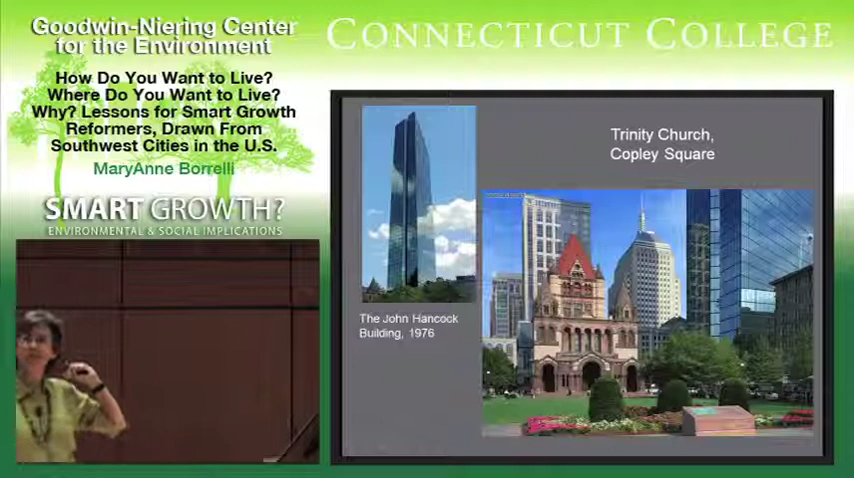 Goodwin-Niering Center
for the Environment
CONNECTICUT COLLEGE
How Do You Want to Live?
Where Do You Want to Live?
Why? Lessons for Smart Growth
Reformers, Drawn From
Southwest Cities in the U.S.
MaryAnne Borrelli
SMART GROWTH?
ENVIRONMENTAL & SOCIAL IMPLICATIONS
Trinity Church,
Copley Square
The John Hancock
Building, 1976